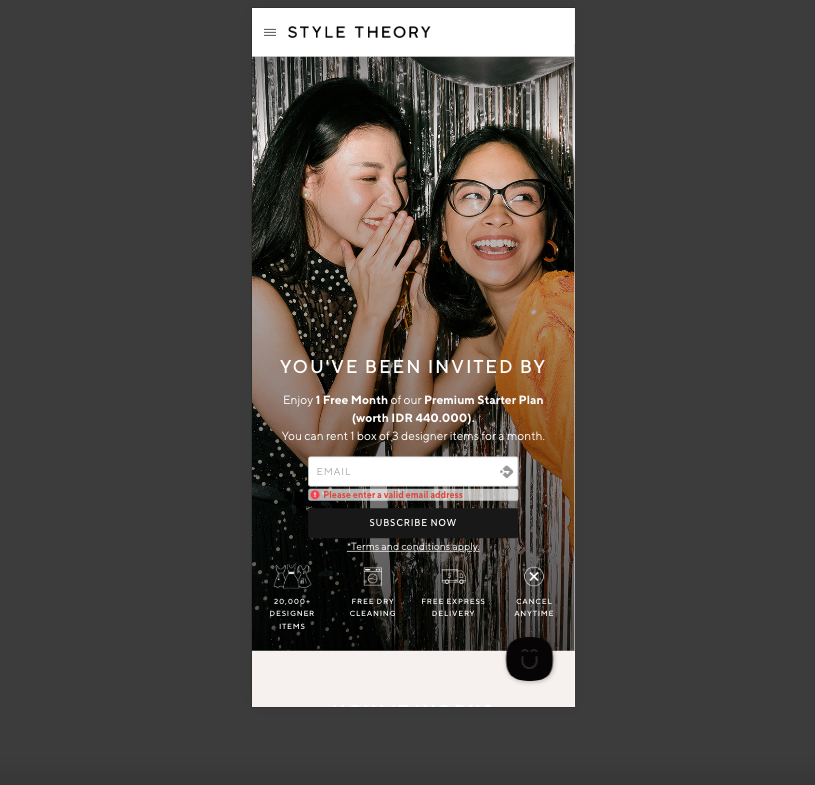 STYLE THEORY
YOU'VE BEEN INVITED BY
Enjoy 1 Free Month of our Premium Starter Plan
(worth IDR 440.000).
You can rent 1 box of 3 designer items for a month.
EMAIL
Please enter a valid email address
SUBSCRIBE NOW
*Terms and conditions apply.
20,000+
DESIGNER
ITEMS
FREE DRY
CLEANING
FREE EXPRESS
DELIVERY
CANCEL
ANYTIME